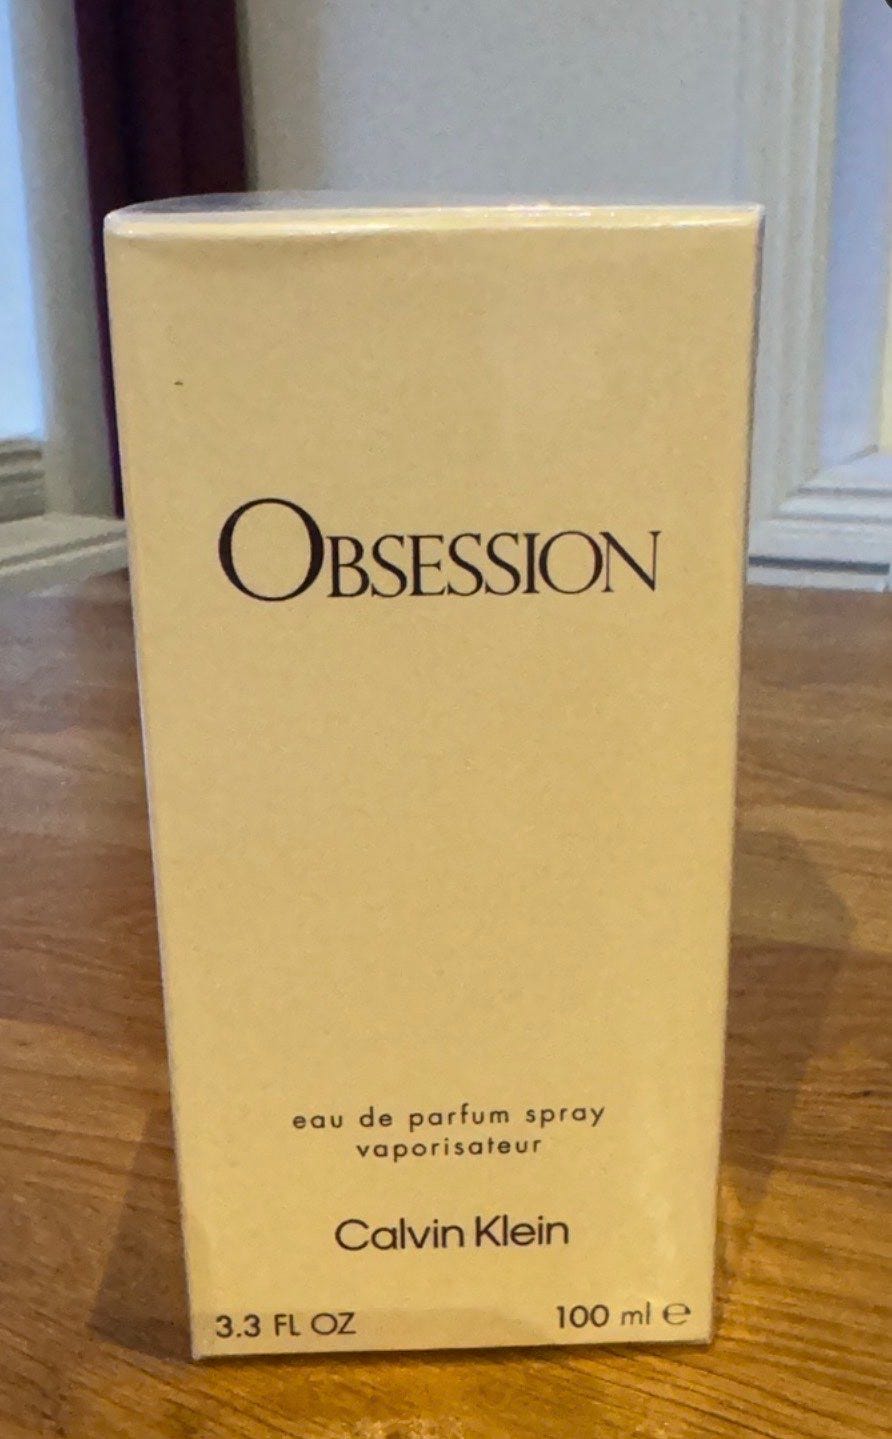 OBSESSION
eau de parfum spray
vaporisateur
Calvin Klein
3.3 FL OZ 100 ml ℮